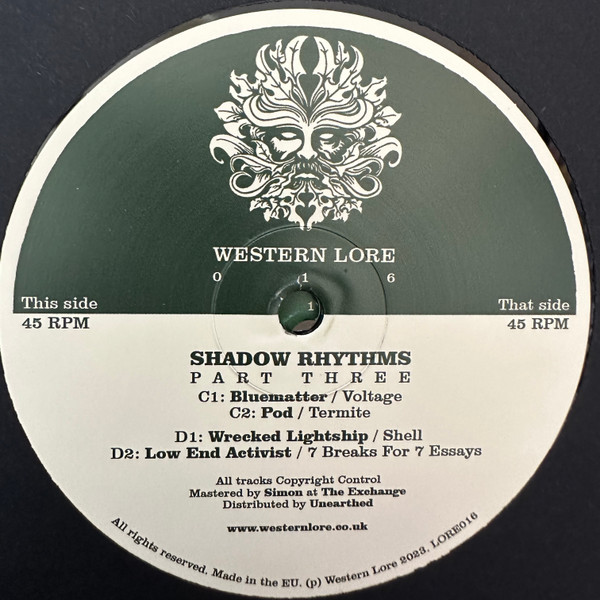 WESTERN LORE
0 1 6
This side
45 RPM
That side
45 RPM
SHADOW RHYTHMS
PART THREE
C1: Bluematter / Voltage
C2: Pod / Termite
D1: Wrecked Lightship / Shell
D2: Low End Activist / 7 Breaks For 7 Essays
All tracks Copyright Control
Mastered by Simon at The Exchange
Distributed by Unearthed
www.westernlore.co.uk
All rights reserved. Made in the EU. (p) Western Lore 2023. LORE016